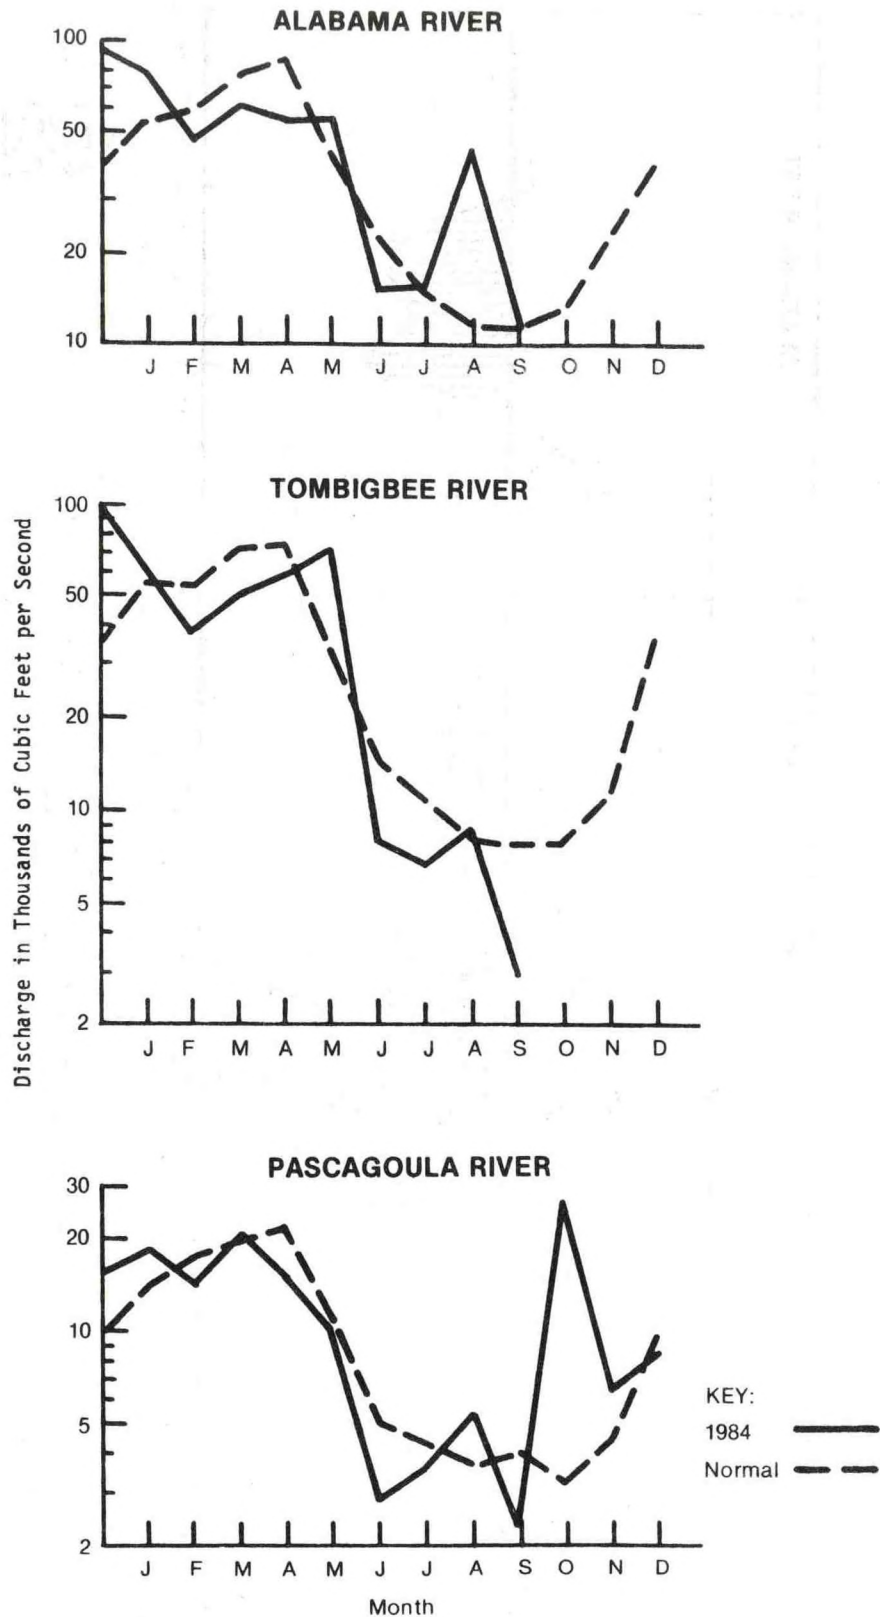 ALABAMA RIVER
100
50
20
10
J F M A M J J A S O N D
TOMBIGBEE RIVER
Discharge in Thousands of Cubic Feet per Second
100
50
20
10
5
2
J F M A M J J A S O N D
PASCAGOULA RIVER
30
20
10
5
2
J F M A M J J A S O N D
Month
KEY:
1984
Normal